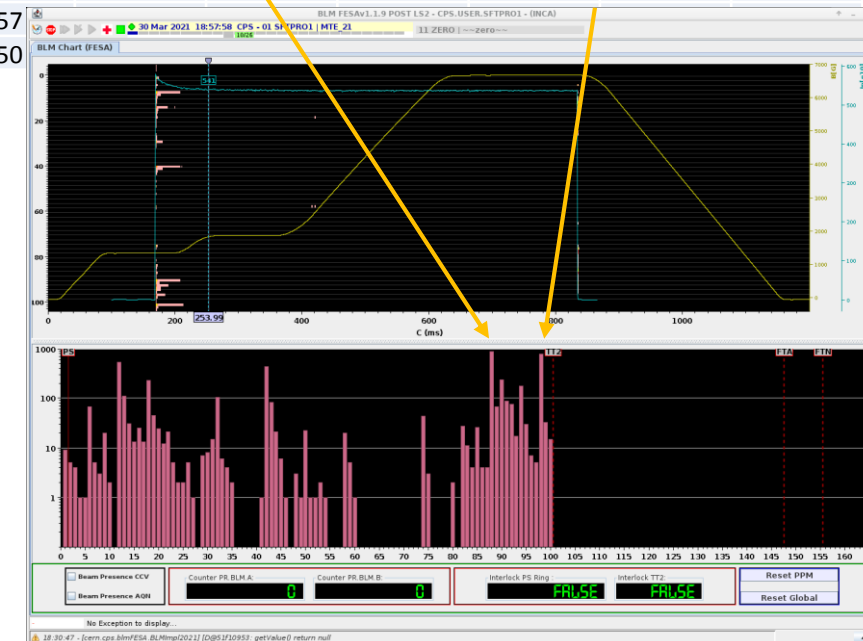 57
50
BLM FESAv1.1.9 POST LS2 - CPS.USER.SFTPRO1 - (INCA)
30 Mar 2021 18:57:58 CPS - 01 SFTPRO1 | MTE_21
11 ZERO | ~~zero~~
16/26
BLM Chart (FESA)
0 20 40 60 80 100
541
7000 6000 5000 4000 3000 2000 1000 0
B[G]
600 500 400 300 200 100 0
0 200 400 600 800 1000
253.99
C (ms)
1000 100 10 1
PS TT2 FTA FTN
0 5 10 15 20 25 30 35 40 45 50 55 60 65 70 75 80 85 90 95 100 105 110 115 120 125 130 135 140 145 150 155 160
Beam Presence CCV
Beam Presence AQN
Counter PR.BLM.A: 0
Counter PR.BLM.B: 0
Interlock PS Ring : FALSE
Interlock TT2: FALSE
Reset PPM
Reset Global
No Exception to display...
18:30:47 - [cern.cps.blmFESA.BLMImpl2021] [D@51F10953: getValue() return null